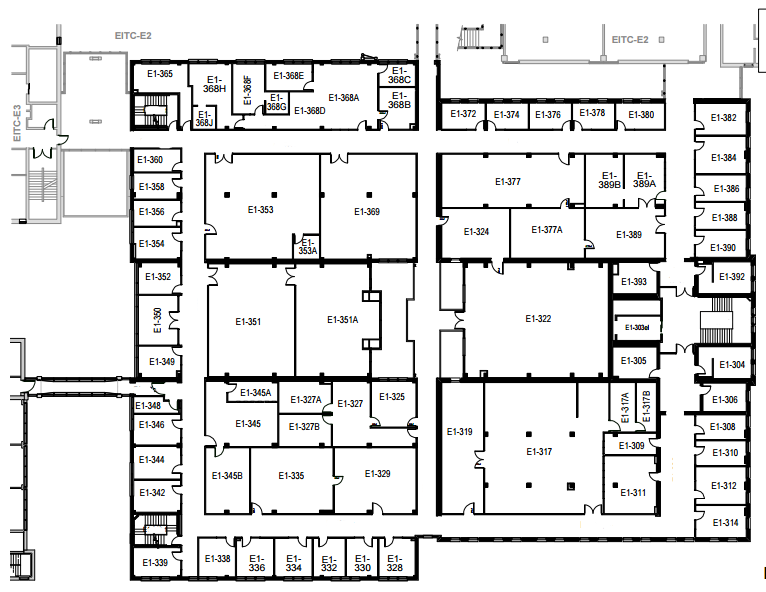 EITC-E2
EITC-E2
EITC-E3
E1-365
E1-
368H
E1-368F
E1-368E
E1-
368G
E1-368A
E1-
368C
E1-
368B
E1-
368J
E1-368D
E1-372
E1-374
E1-376
E1-378
E1-380
E1-382
E1-384
E1-386
E1-388
E1-390
E1-360
E1-358
E1-356
E1-354
E1-353
E1-369
E1-
353A
E1-377
E1-
389B
E1-
389A
E1-324
E1-377A
E1-389
E1-352
E1-350
E1-349
E1-351
E1-351A
E1-322
E1-393
E1-392
E1-303el
E1-305
E1-304
E1-348
E1-346
E1-344
E1-342
E1-339
E1-345A
E1-345
E1-327A
E1-327
E1-325
E1-327B
E1-345B
E1-335
E1-329
E1-319
E1-317
E1-317A
E1-317B
E1-309
E1-311
E1-306
E1-308
E1-310
E1-312
E1-314
E1-338
E1-
336
E1-
334
E1-
332
E1-
330
E1-
328